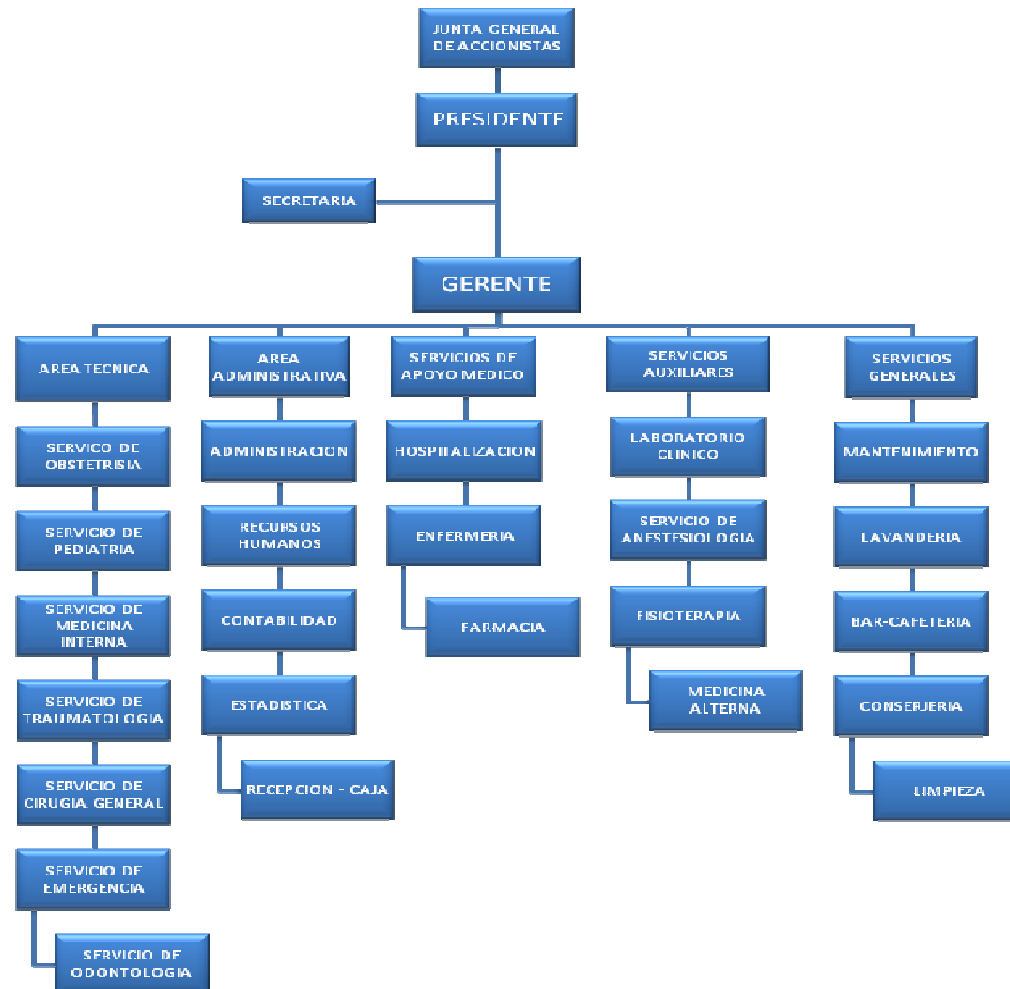 JUNTA GENERAL
DE ACCIONISTAS
PRESIDENTE
SECRETARIA
GERENTE
AREA TECNICA
SERVICO DE
OBSTETRISIA
SERVICIO DE
PEDIATRIA
SERVICIO DE
MEDICINA
INTERNA
SERVICIO DE
TRAUMATOLOGIA
SERVICIO DE
CIRUGIA GENERAL
SERVICIO DE
EMERGENCIA
SERVICIO DE
ODONTOLOGIA
AREA
ADMINISTRATIVA
ADMINISTRACION
RECURSOS
HUMANOS
CONTABILIDAD
ESTADISTICA
RECEPCION - CAJA
SERVICIOS DE
APOYO MEDICO
HOSPIALIZACION
ENFERMERIA
FARMACIA
SERVICIOS
AUXILIARES
LABORATORIO
CLINICO
SERVICIO DE
ANESTESIOLOGIA
FISIOTERAPIA
MEDICINA
ALTERNA
SERVICIOS
GENERALES
MANTENIMIENTO
LAVANDERIA
BAR-CAFETERIA
CONSERJERIA
LIMPIEZA